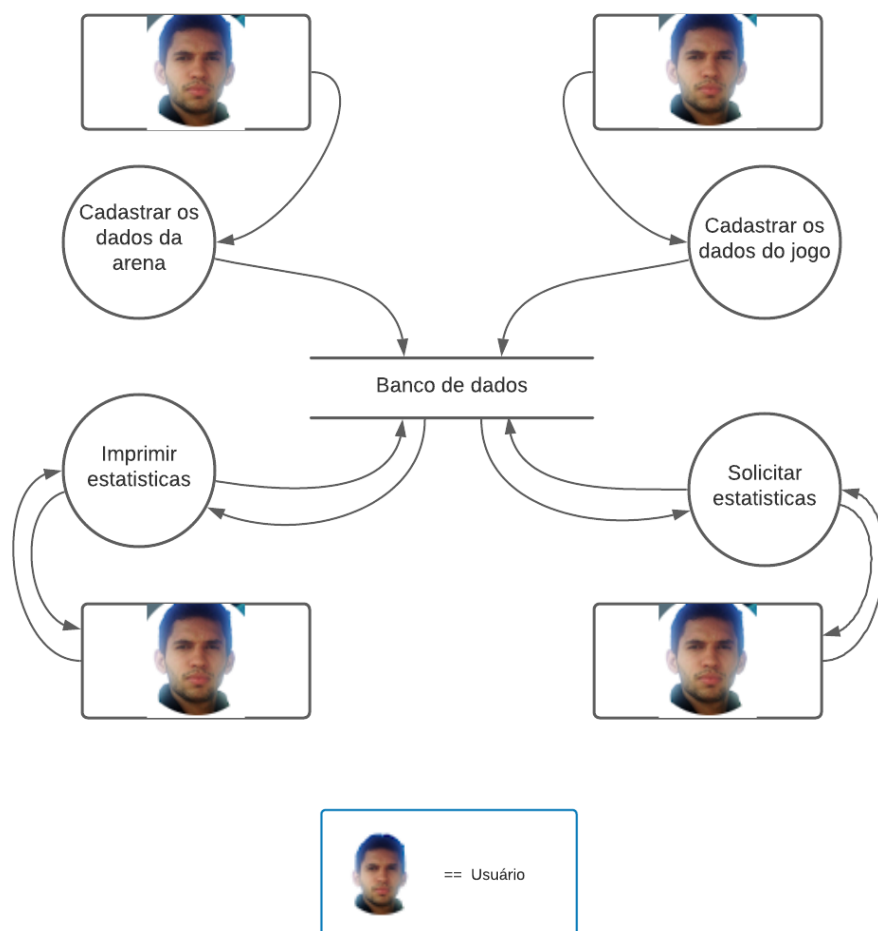 Cadastrar os
dados da
arena
Cadastrar os
dados do jogo
Banco de dados
Imprimir
estatisticas
Solicitar
estatisticas
== Usuário